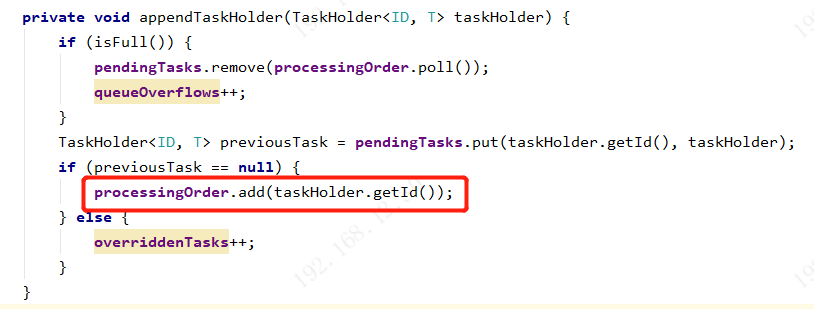 private void appendTaskHolder(TaskHolder<ID, T> taskHolder) {
if (isFull()) {
pendingTasks.remove(processingOrder.poll());
queueOverflows++;
}
TaskHolder<ID, T> previousTask = pendingTasks.put(taskHolder.getId(), taskHolder);
if (previousTask == null) {
processingOrder.add(taskHolder.getId());
} else {
overriddenTasks++;
}
}